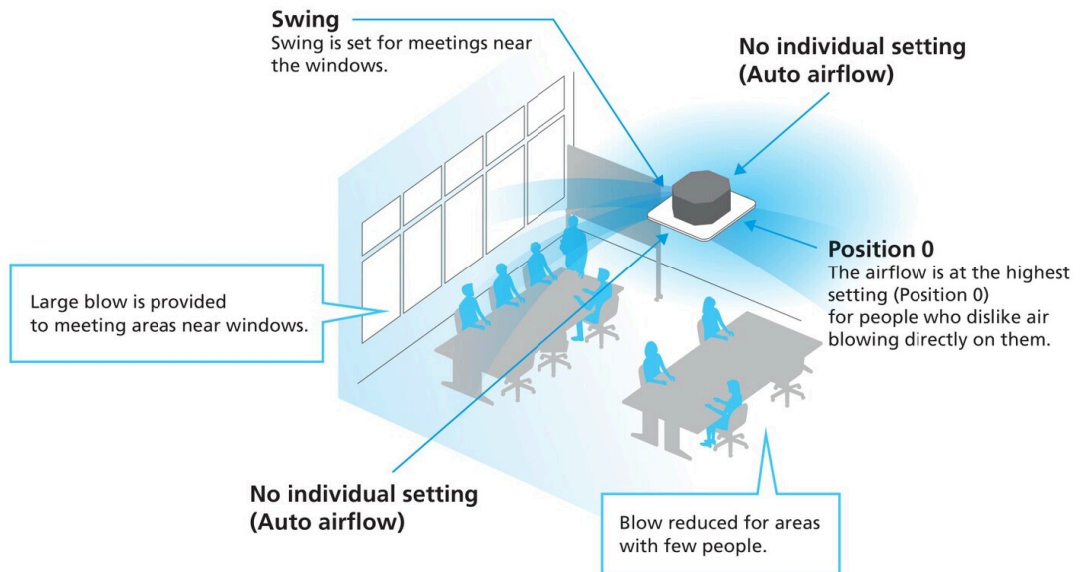 Swing
Swing is set for meetings near
the windows.
No individual setting
(Auto airflow)
Position 0
The airflow is at the highest
setting (Position 0)
for people who dislike air
blowing directly on them.
Large blow is provided
to meeting areas near windows.
No individual setting
(Auto airflow)
Blow reduced for areas
with few people.